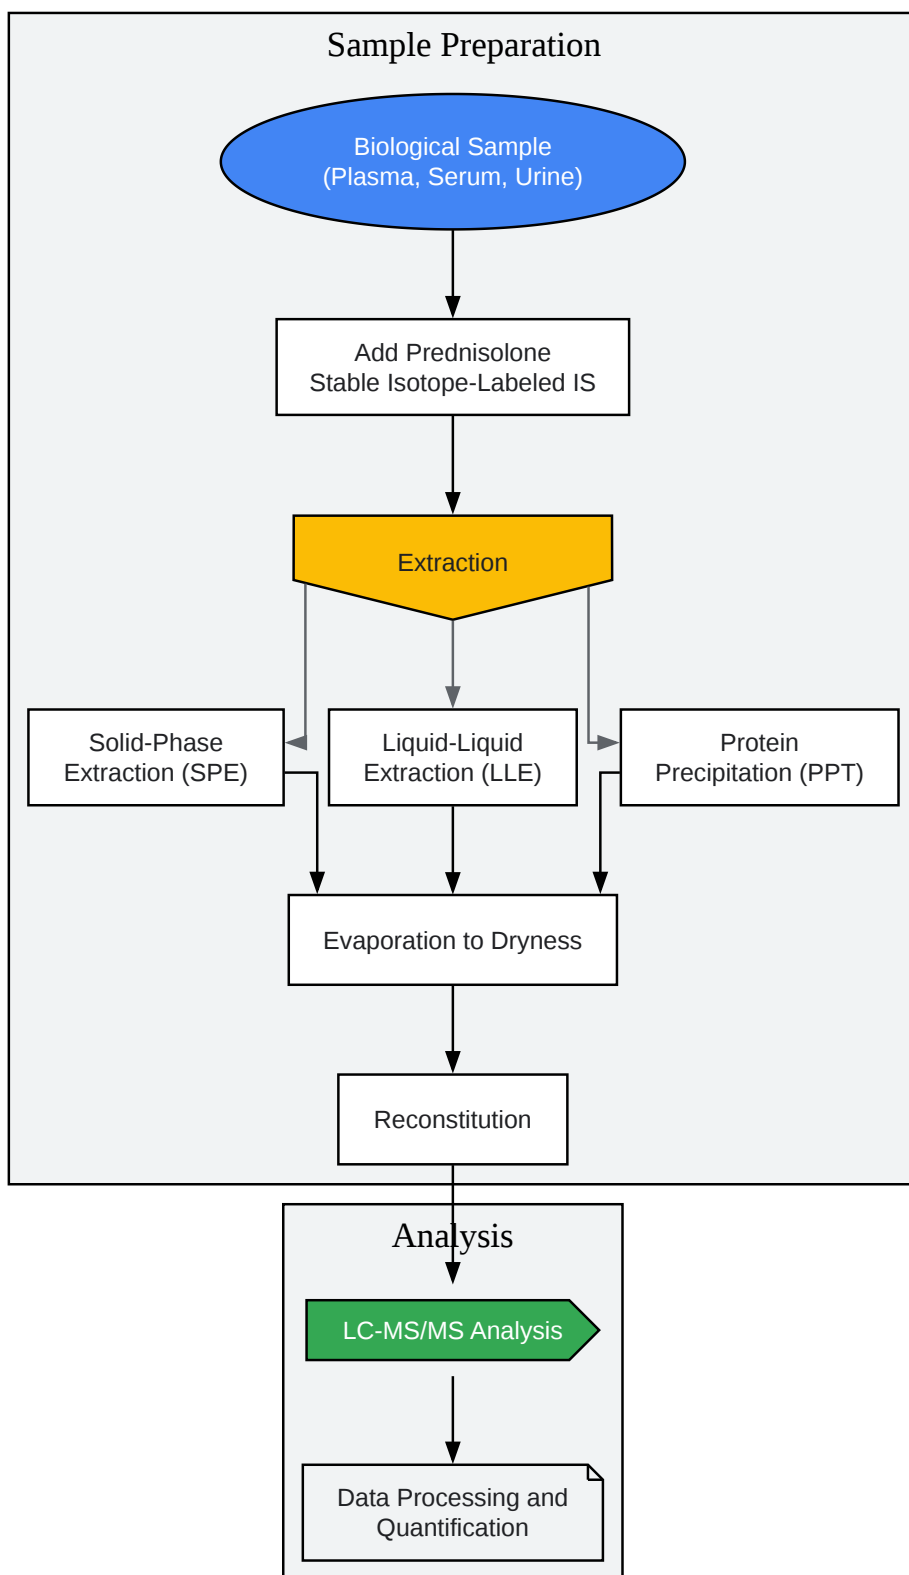 Sample Preparation
Biological Sample
(Plasma, Serum, Urine)
Add Prednisolone
Stable Isotope-Labeled IS
Extraction
Solid-Phase
Extraction (SPE)
Liquid-Liquid
Extraction (LLE)
Protein
Precipitation (PPT)
Evaporation to Dryness
Reconstitution
Analysis
LC-MS/MS Analysis
Data Processing and
Quantification